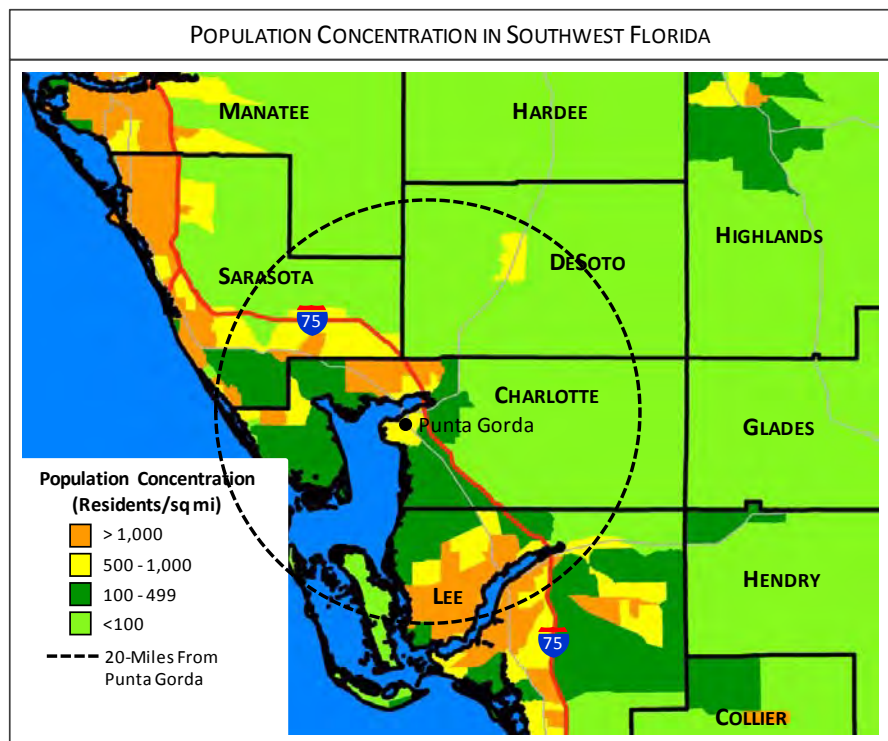 POPULATION CONCENTRATION IN SOUTHWEST FLORIDA
MANATEE
HARDEE
HIGHLANDS
DESOTO
SARASOTA
75
CHARLOTTE
Punta Gorda
GLADES
Population Concentration
(Residents/sq mi)
> 1,000
500 - 1,000
100 - 499
<100
20-Miles From
Punta Gorda
HENDRY
LEE
75
COLLIER